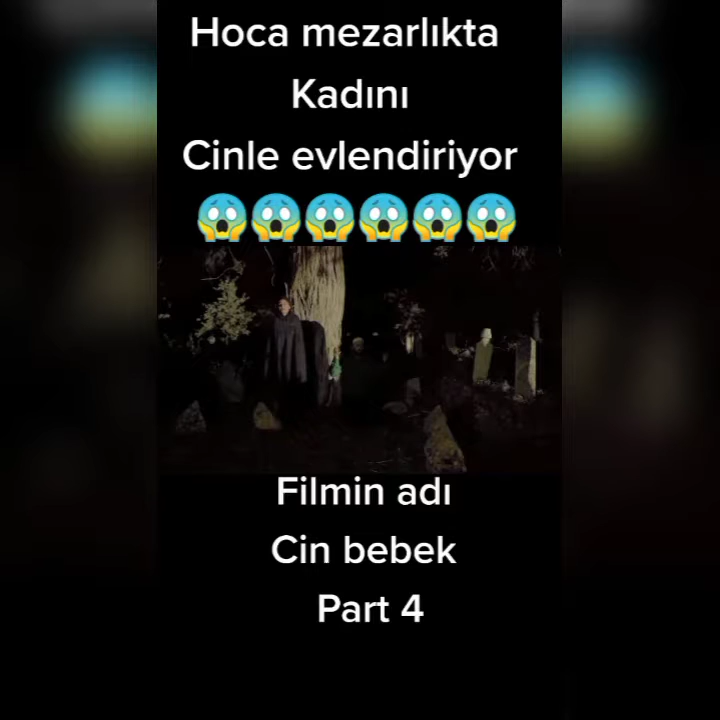 Hoca mezarlıkta
Kadını
Cinle evlendiriyor
😱😱😱😱😱😱
Filmin adı
Cin bebek
Part 4